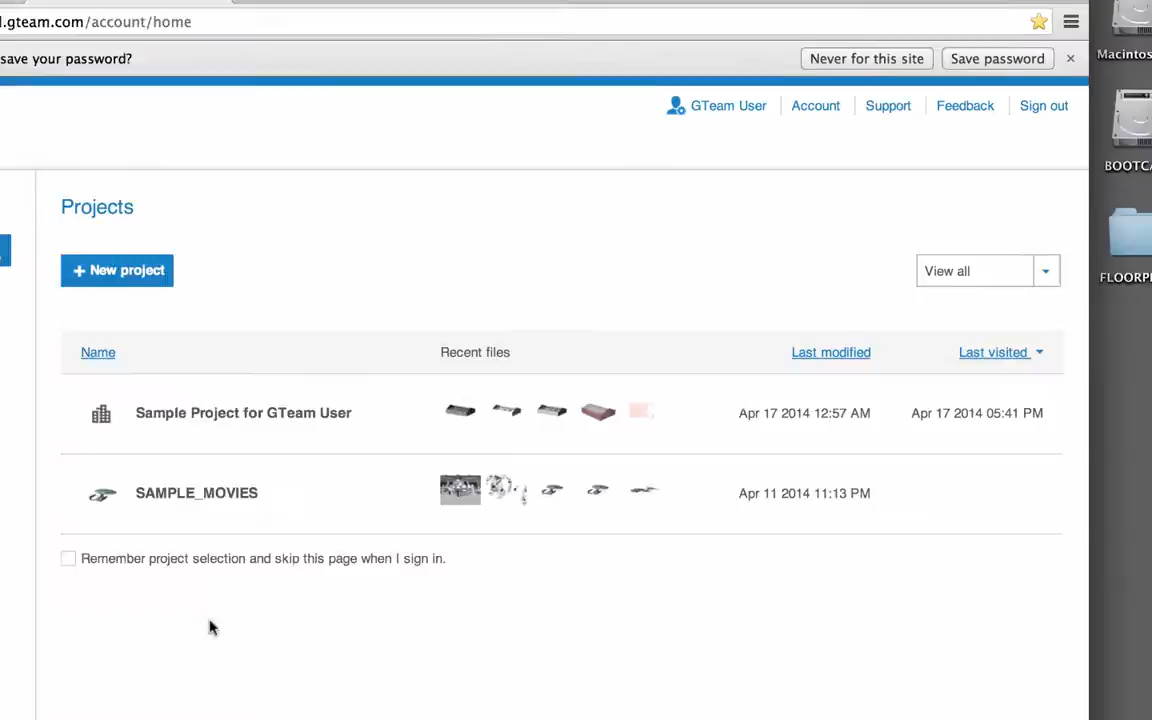 .gteam.com/account/home
save your password?
Never for this site
Save password
Macintos
GTeam User
Account
Support
Feedback
Sign out
BOOTCA
Projects
+ New project
View all
FLOORP
Name
Recent files
Last modified
Last visited
Sample Project for GTeam User
Apr 17 2014 12:57 AM
Apr 17 2014 05:41 PM
SAMPLE_MOVIES
Apr 11 2014 11:13 PM
Remember project selection and skip this page when I sign in.